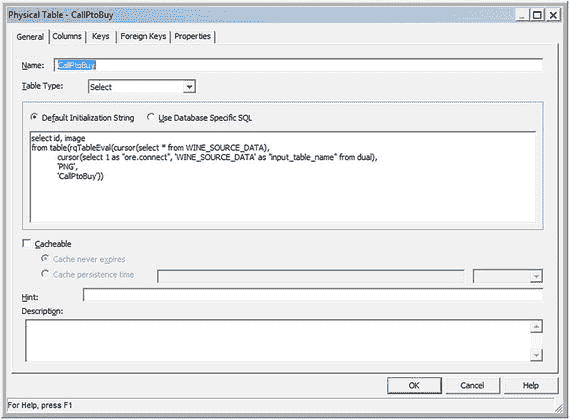 Physical Table - CallPtoBuy
General Columns Keys Foreign Keys Properties
Name: CallPtoBuy
Table Type: Select
Default Initialization String Use Database Specific SQL
select id, image
from table(rqTableEval(cursor(select * from WINE_SOURCE_DATA),
cursor(select 1 as "ore.connect", 'WINE_SOURCE_DATA' as "input_table_name" from dual),
'PNG',
'CallPtoBuy'))
Cacheable
Cache never expires
Cache persistence time
Hint:
Description:
OK Cancel Help
For Help, press F1